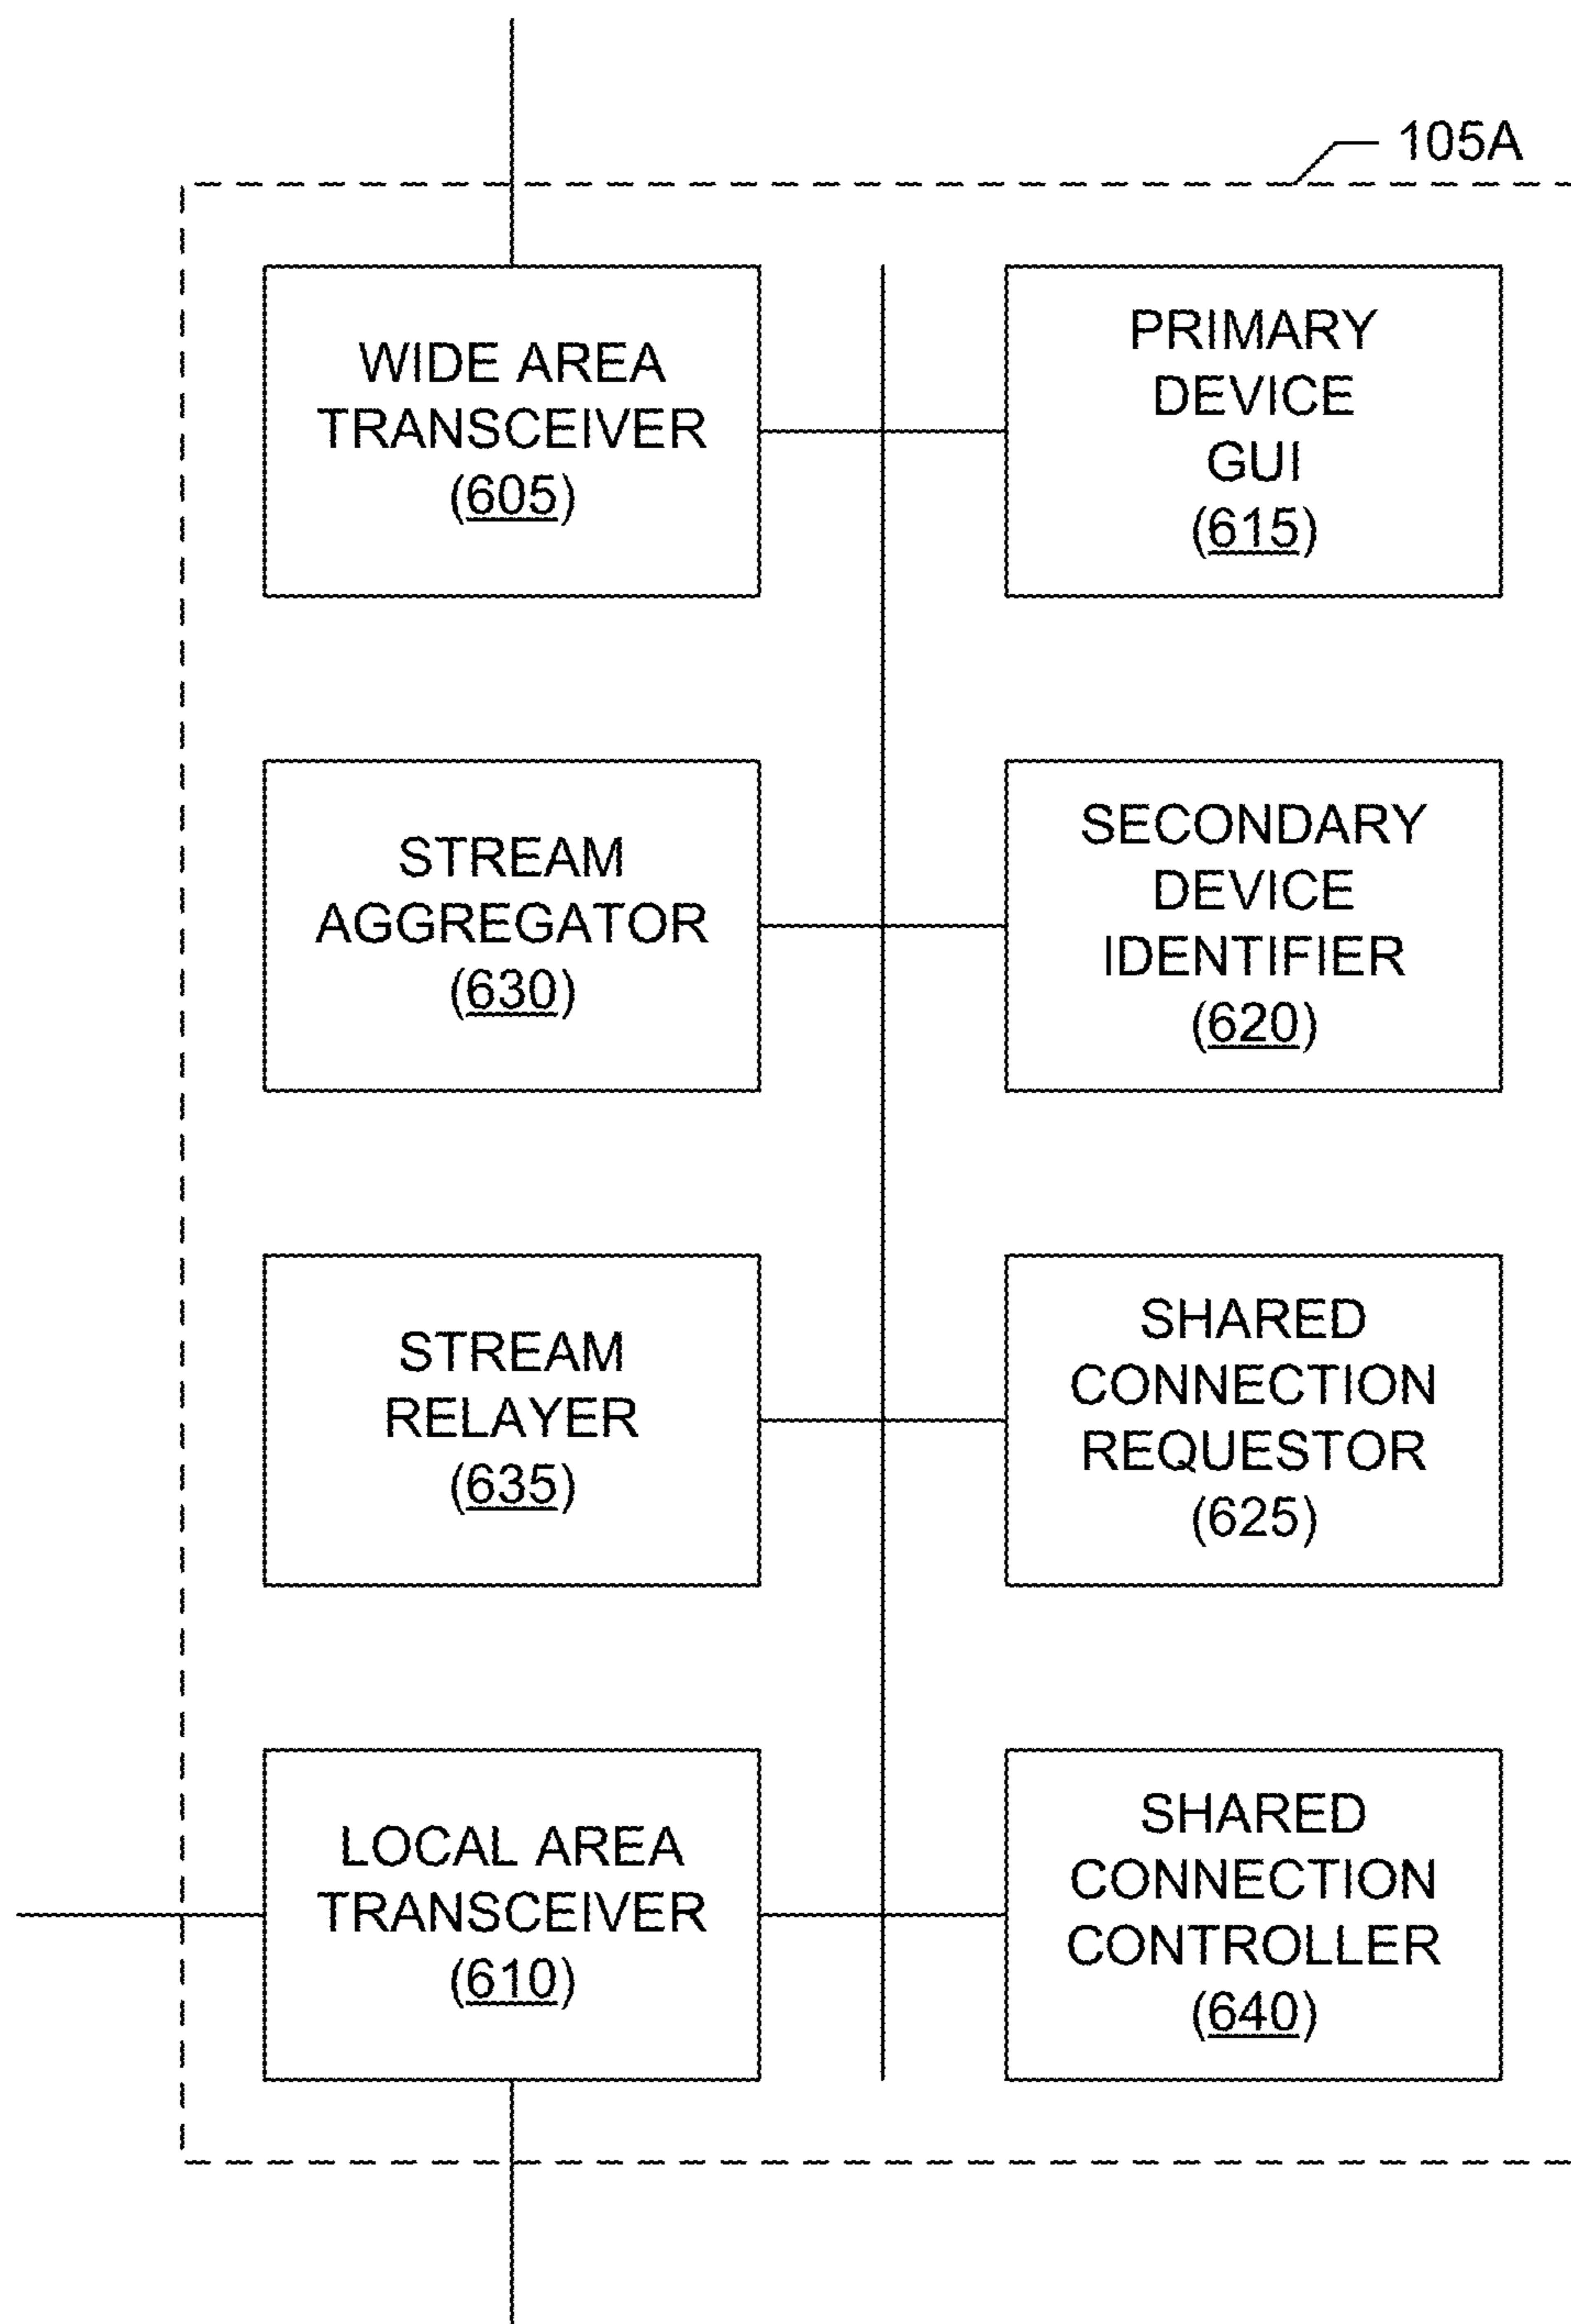 105A
WIDE AREA
TRANSCEIVER
(605)
PRIMARY
DEVICE
GUI
(615)
STREAM
AGGREGATOR
(630)
SECONDARY
DEVICE
IDENTIFIER
(620)
STREAM
RELAYER
(635)
SHARED
CONNECTION
REQUESTOR
(625)
LOCAL AREA
TRANSCEIVER
(610)
SHARED
CONNECTION
CONTROLLER
(640)